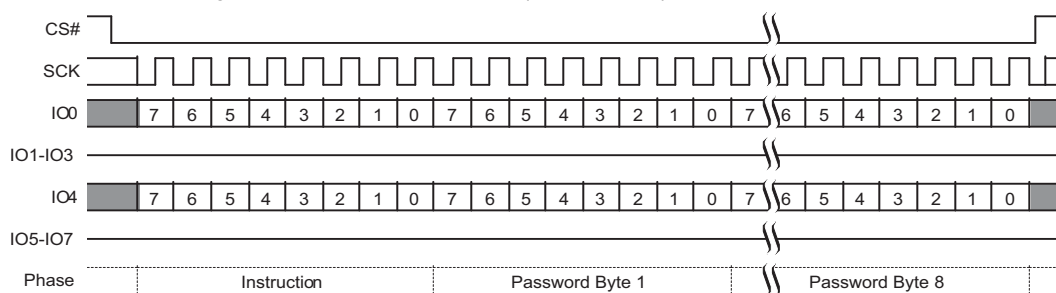 CS#
SCK
IO0 7 6 5 4 3 2 1 0 7 6 5 4 3 2 1 0 7 6 5 4 3 2 1 0
IO1-IO3
IO4 7 6 5 4 3 2 1 0 7 6 5 4 3 2 1 0 7 6 5 4 3 2 1 0
IO5-IO7
Phase Instruction Password Byte 1 Password Byte 8